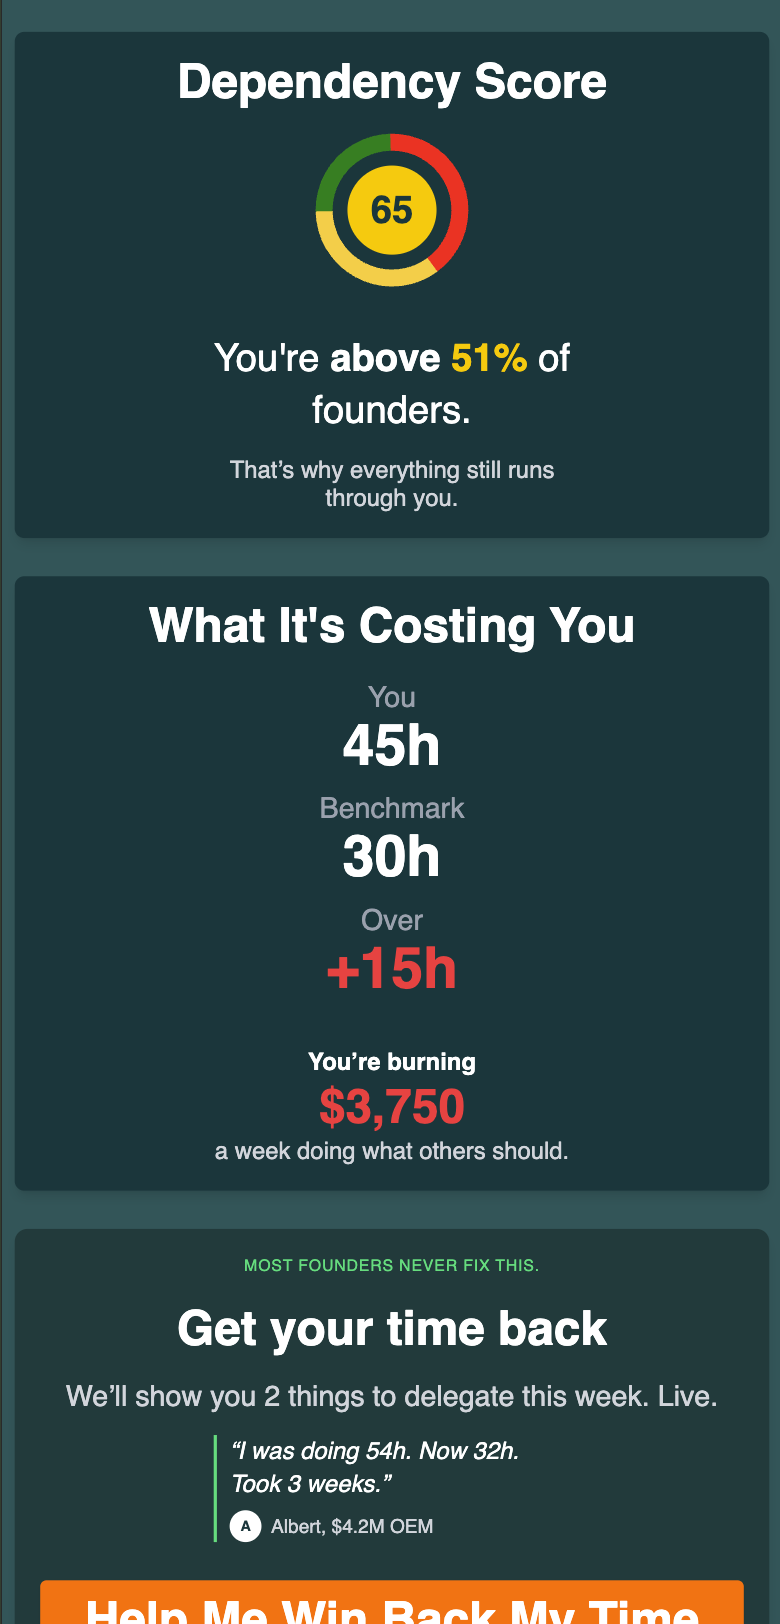 Dependency Score
65
You're above 51% of
founders.
That’s why everything still runs
through you.
What It's Costing You
You
45h
Benchmark
30h
Over
+15h
You’re burning
$3,750
a week doing what others should.
MOST FOUNDERS NEVER FIX THIS.
Get your time back
We’ll show you 2 things to delegate this week. Live.
“I was doing 54h. Now 32h.
Took 3 weeks.”
A Albert, $4.2M OEM
Help Me Win Back My Time